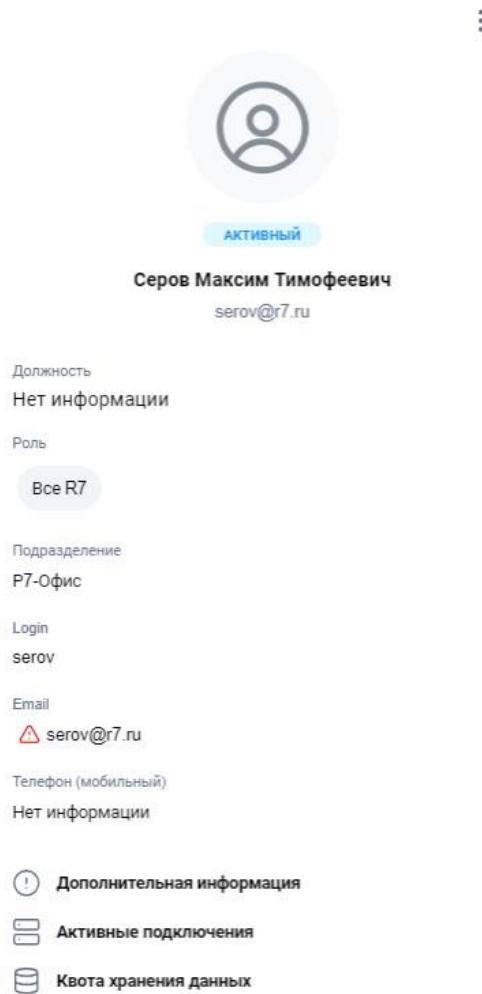 АКТИВНЫЙ
Серов Максим Тимофеевич
serov@r7.ru
Должность
Нет информации
Роль
Все R7
Подразделение
Р7-Офис
Login
serov
Email
serov@r7.ru
Телефон (мобильный)
Нет информации
Дополнительная информация
Активные подключения
Квота хранения данных